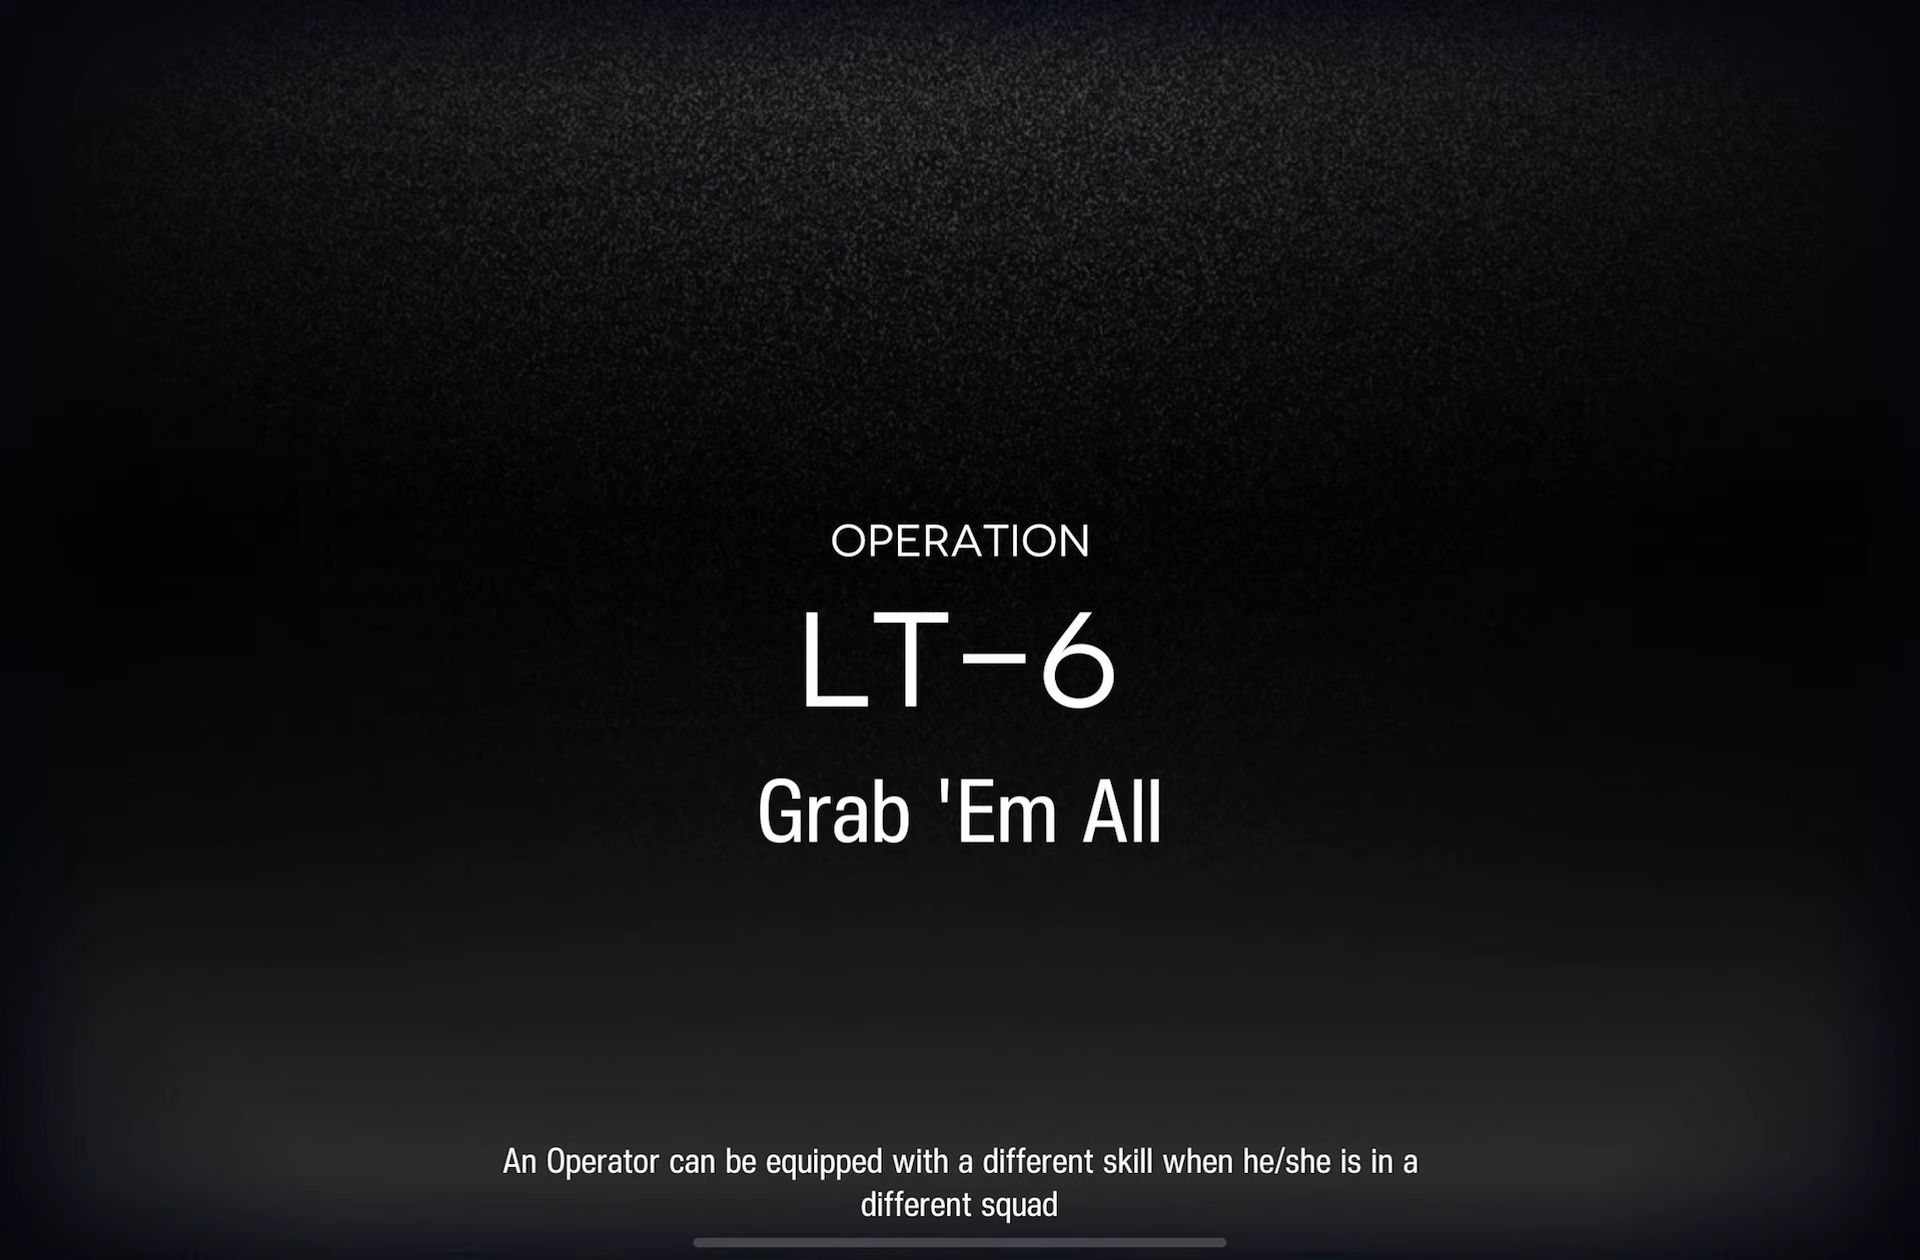 OPERATION
LT-6
Grab 'Em All
An Operator can be equipped with a different skill when he/she is in a
different squad